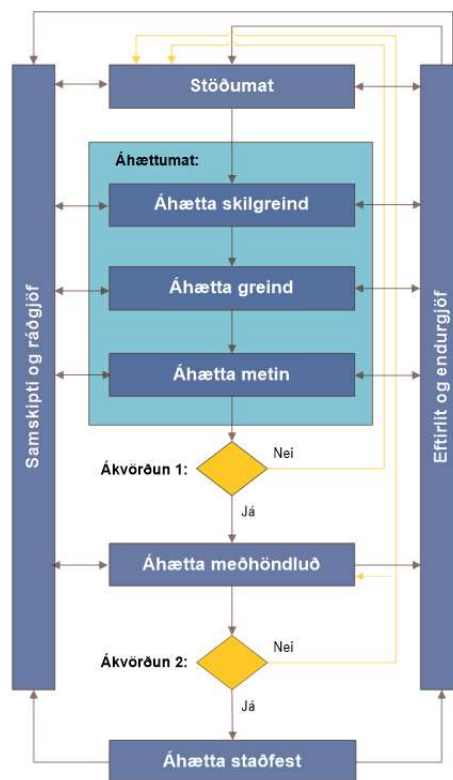 Stöðumat
Áhættumat:
Áhætta skilgreind
Áhætta greind
Áhætta metin
Ákvörðun 1:
Nei
Já
Áhætta meðhöndluð
Ákvörðun 2:
Nei
Já
Áhætta staðfest
Samskipti og ráðgjöf
Eftirlit og endurgjöf